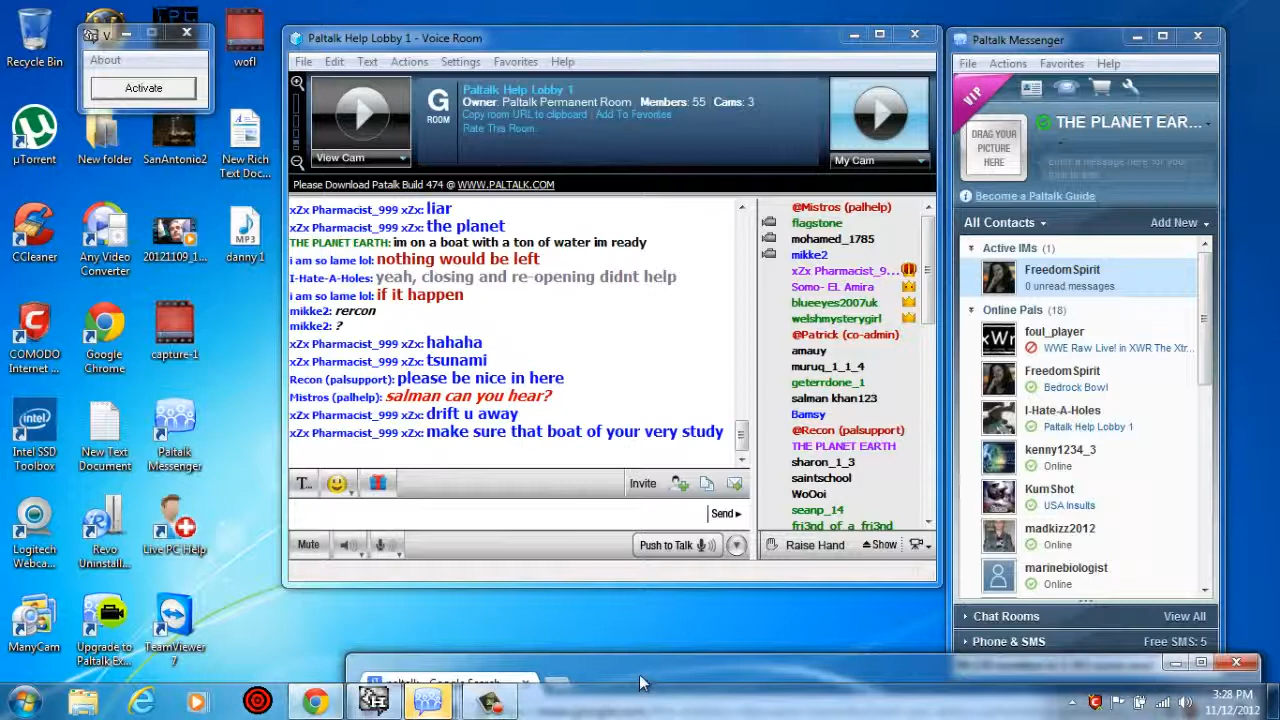 Recycle Bin
wofl
V...
About
Activate
µTorrent
New folder
SanAntonio2
New Rich
Text Doc...
CCleaner
Any Video
Converter
20121109_1...
danny1
COMODO
Internet ...
Google
Chrome
capture-1
Intel SSD
Toolbox
New Text
Document
Paltalk
Messenger
Logitech
Webca...
Revo
Uninstall...
Live PC Help
ManyCam
Upgrade to
Paltalk Ex...
TeamViewer
7
Paltalk Help Lobby 1 - Voice Room
File Edit Text Actions Settings Favorites Help
View Cam
G
ROOM
Paltalk Help Lobby 1
Owner: Paltalk Permanent Room Members: 55 Cams: 3
Copy room URL to clipboard | Add To Favorites
Rate This Room
My Cam
Please Download Patalk Build 474 @ WWW.PALTALK.COM
xZx Pharmacist_999 xZx: liar
xZx Pharmacist_999 xZx: the planet
THE PLANET EARTH: im on a boat with a ton of water im ready
i am so lame lol: nothing would be left
I-Hate-A-Holes: yeah, closing and re-opening didnt help
i am so lame lol: if it happen
mikke2: rercon
mikke2: ?
xZx Pharmacist_999 xZx: hahaha
xZx Pharmacist_999 xZx: tsunami
Recon (palsupport): please be nice in here
Mistros (palhelp): salman can you hear?
xZx Pharmacist_999 xZx: drift u away
xZx Pharmacist_999 xZx: make sure that boat of your very study
@Mistros (palhelp)
flagstone
mohamed_1785
mikke2
xZx Pharmacist_9...
Somo- EL Amira
blueeyes2007uk
welshmysterygirl
@Patrick (co-admin)
amauy
muruq_1_1_4
geterrdone_1
salman khan123
Bamsy
@Recon (palsupport)
THE PLANET EARTH
sharon_1_3
saintschool
WoOoi
seanp_14
fri3nd_of_a_fri3nd
T...
Invite
Send
Mute
Push to Talk
Raise Hand
Show
Paltalk Messenger
File Actions Favorites Help
VIP
DRAG YOUR
PICTURE
HERE
THE PLANET EAR...
Become a Paltalk Guide
All Contacts
Add New
Active IMs (1)
FreedomSpirit
0 unread messages
Online Pals (18)
foul_player
WWE Raw Live! in XWR The Xtr...
FreedomSpirit
Bedrock Bowl
I-Hate-A-Holes
Paltalk Help Lobby 1
kenny1234_3
Online
KumShot
USA Insults
madkizz2012
Online
marinebiologist
Online
Chat Rooms
View All
Phone & SMS
Free SMS: 5
paltalk - Google Search
3:28 PM
11/12/2012